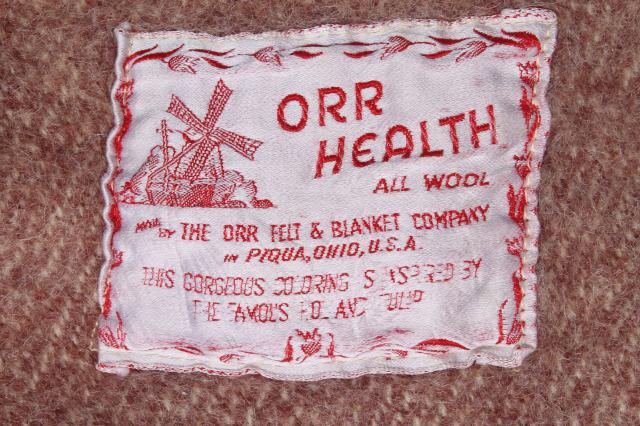 ORR
HEALTH
ALL WOOL
MADE BY THE ORR FELT & BLANKET COMPANY
IN PIQUA, OHIO, U.S.A.
THIS GORGEOUS COLORING IS INSPIRED BY
THE FAMOUS HOLLAND TULIP